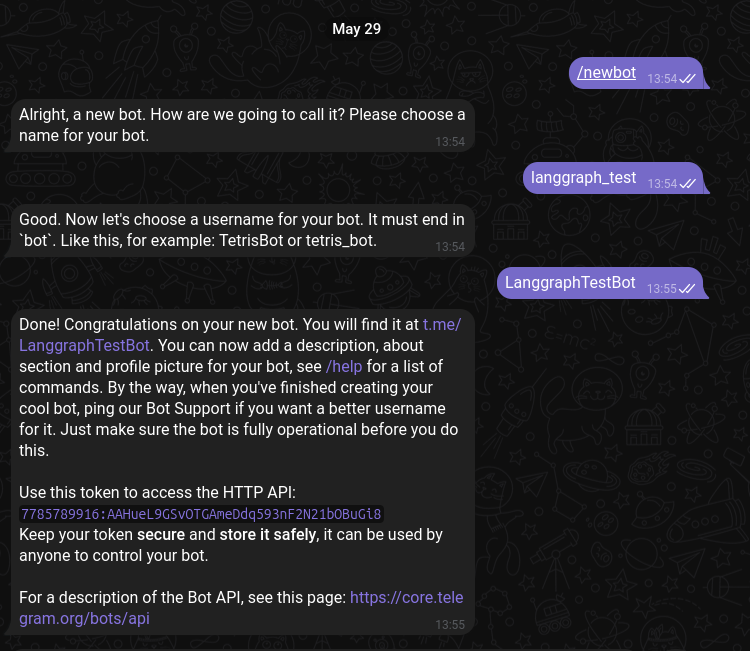 May 29
/newbot 13:54
Alright, a new bot. How are we going to call it? Please choose a
name for your bot. 13:54
langgraph_test 13:54
Good. Now let's choose a username for your bot. It must end in
`bot`. Like this, for example: TetrisBot or tetris_bot. 13:54
LanggraphTestBot 13:55
Done! Congratulations on your new bot. You will find it at t.me/
LanggraphTestBot. You can now add a description, about
section and profile picture for your bot, see /help for a list of
commands. By the way, when you've finished creating your
cool bot, ping our Bot Support if you want a better username
for it. Just make sure the bot is fully operational before you do
this.
Use this token to access the HTTP API:
7785789916:AAHueL9GSvOTGAmeDdq593nF2N21bOBuGi8
Keep your token secure and store it safely, it can be used by
anyone to control your bot.
For a description of the Bot API, see this page: https://core.tele
gram.org/bots/api 13:55